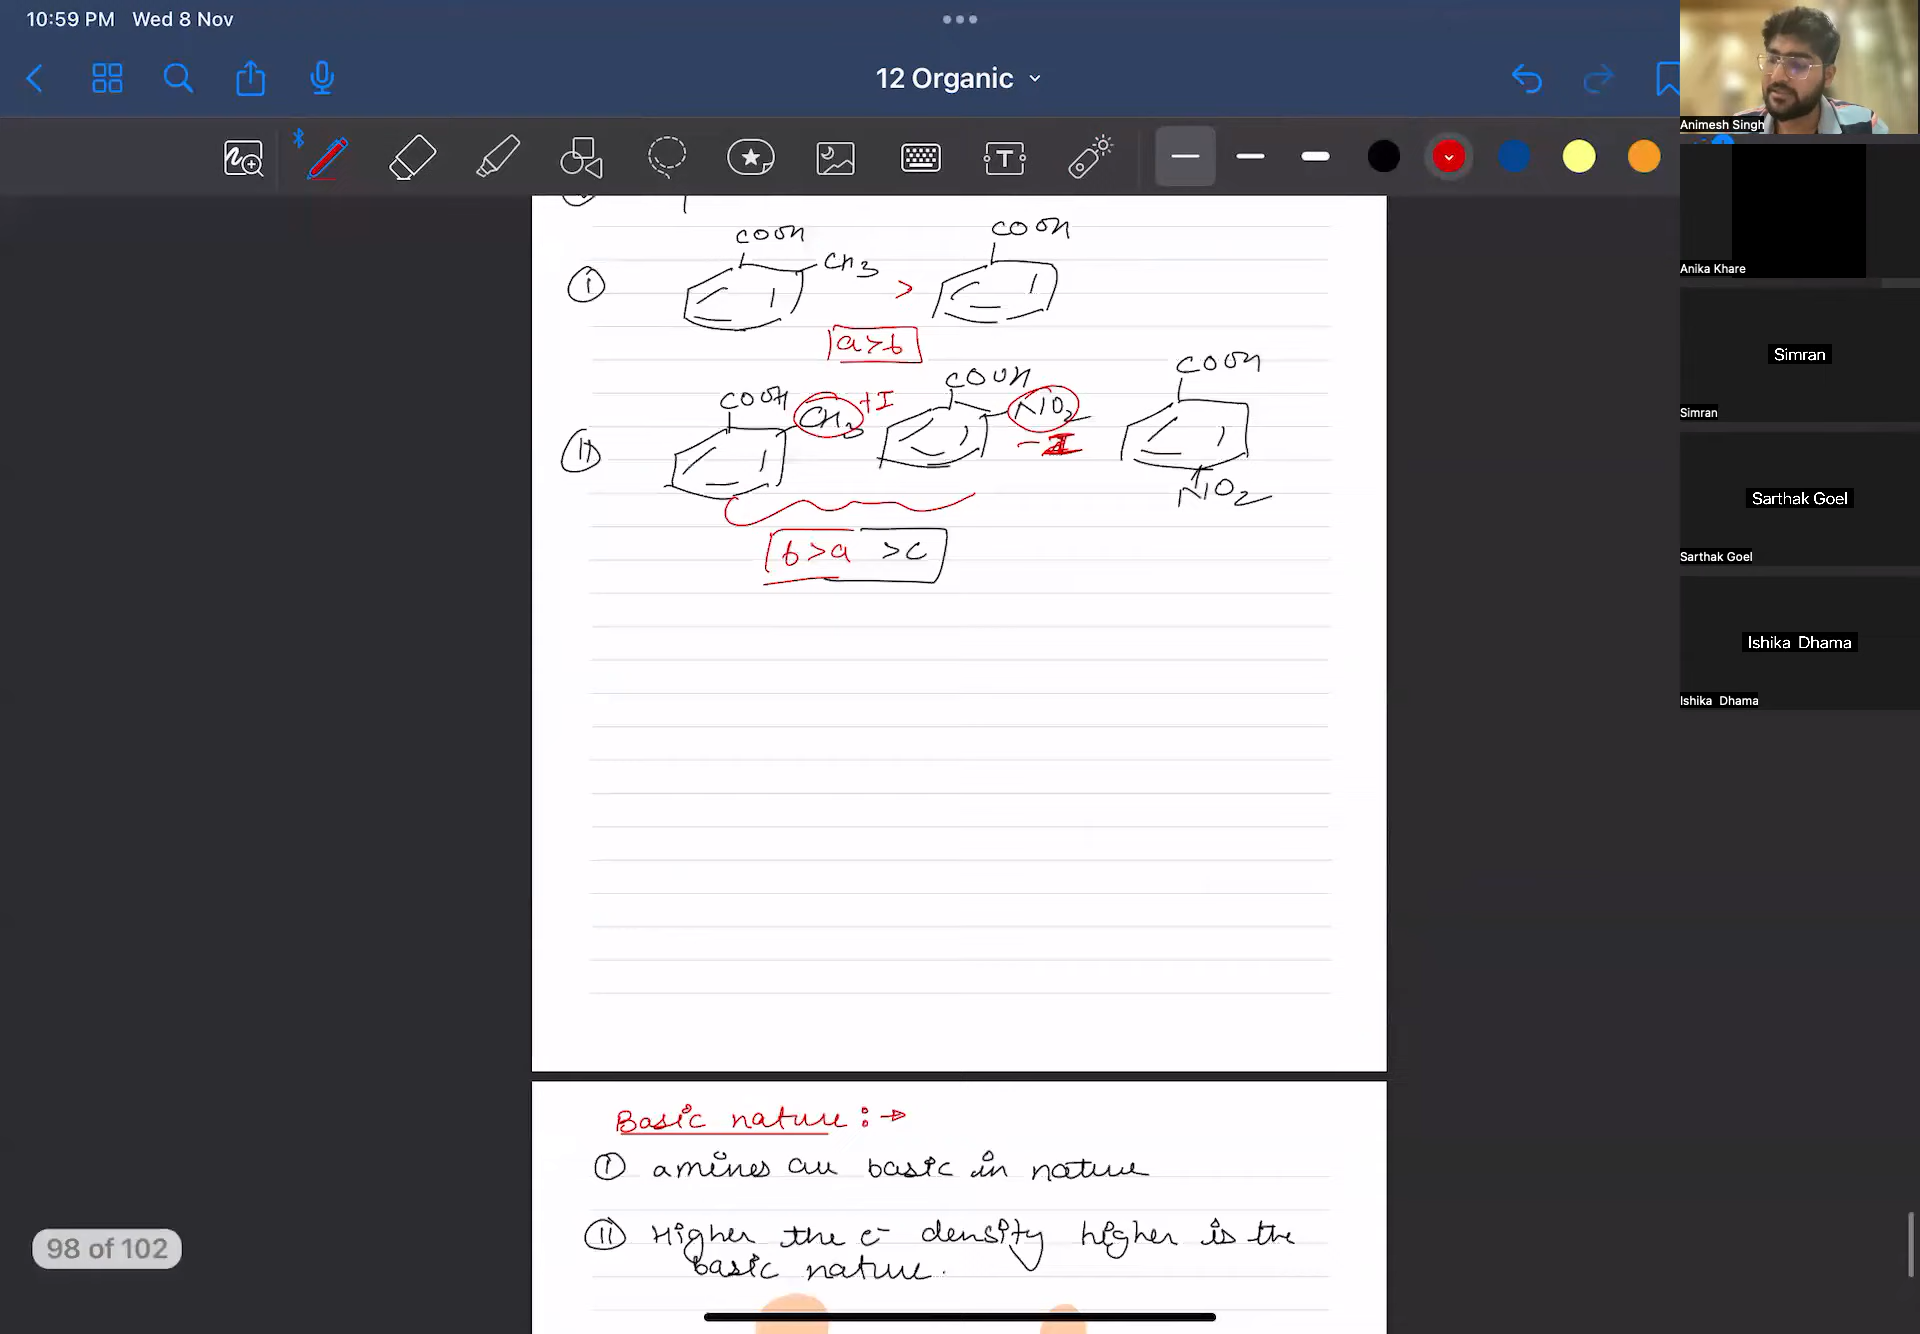 10:59 PM Wed 8 Nov
12 Organic
Animesh Singh
Anika Khare
Simran
Simran
Sarthak Goel
Sarthak Goel
Ishika Dhama
Ishika Dhama
COOH COOH
I CH3 >
a>b
COOH CH3 +I COOH NO2 -I COOH
II
NO2
b>a >c
Basic nature :→
I amines are basic in nature
II Higher the e- density higher is the
basic nature.
98 of 102